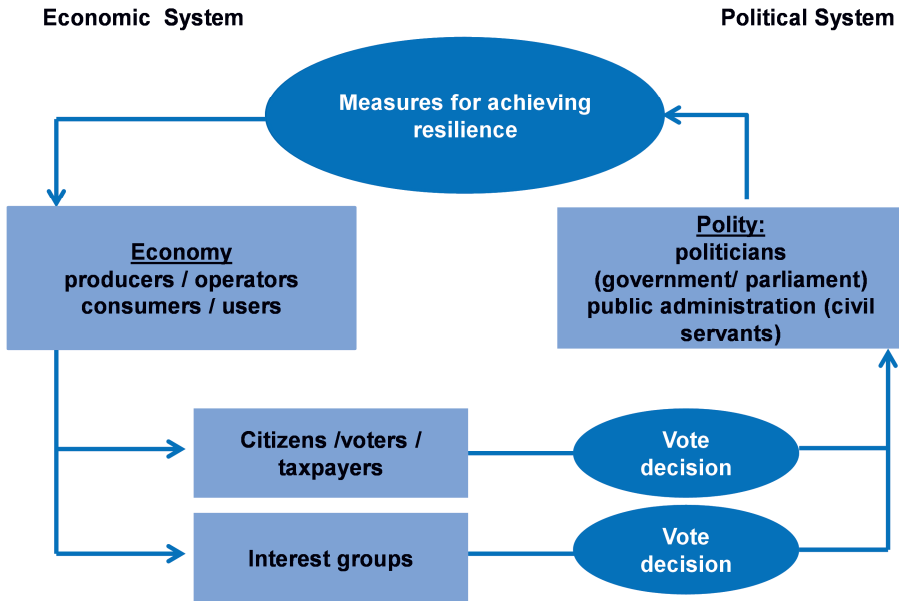 Economic System
Political System
Measures for achieving
resilience
Economy
producers / operators
consumers / users
Polity:
politicians
(government/ parliament)
public administration (civil
servants)
Citizens /voters /
taxpayers
Vote
decision
Interest groups
Vote
decision